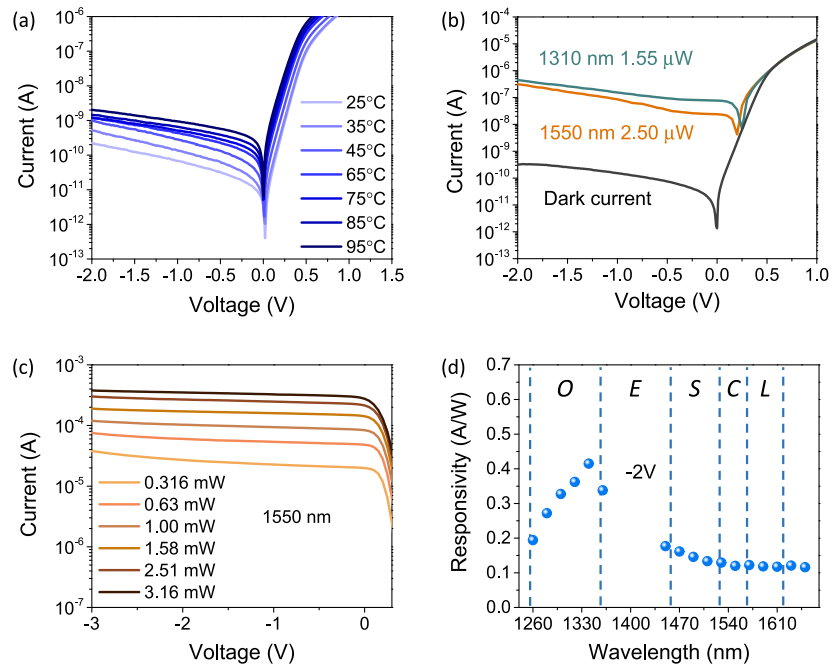 (a)
10⁻⁶
10⁻⁷
10⁻⁸
10⁻⁹
10⁻¹⁰
10⁻¹¹
10⁻¹²
10⁻¹³
Current (A)
25°C
35°C
45°C
65°C
75°C
85°C
95°C
-2.0 -1.5 -1.0 -0.5 0.0 0.5 1.0 1.5
Voltage (V)
(b)
10⁻⁴
10⁻⁵
10⁻⁶
10⁻⁷
10⁻⁸
10⁻⁹
10⁻¹⁰
10⁻¹¹
10⁻¹²
10⁻¹³
Current (A)
1310 nm 1.55 μW
1550 nm 2.50 μW
Dark current
-2.0 -1.5 -1.0 -0.5 0.0 0.5 1.0
Voltage (V)
(c)
10⁻³
10⁻⁴
10⁻⁵
10⁻⁶
10⁻⁷
Current (A)
0.316 mW
0.63 mW
1.00 mW
1.58 mW
2.51 mW
3.16 mW
1550 nm
-3 -2 -1 0
Voltage (V)
(d)
0.7
0.6
0.5
0.4
0.3
0.2
0.1
0.0
Responsivity (A/W)
O E S C L
-2V
1260 1330 1400 1470 1540 1610
Wavelength (nm)